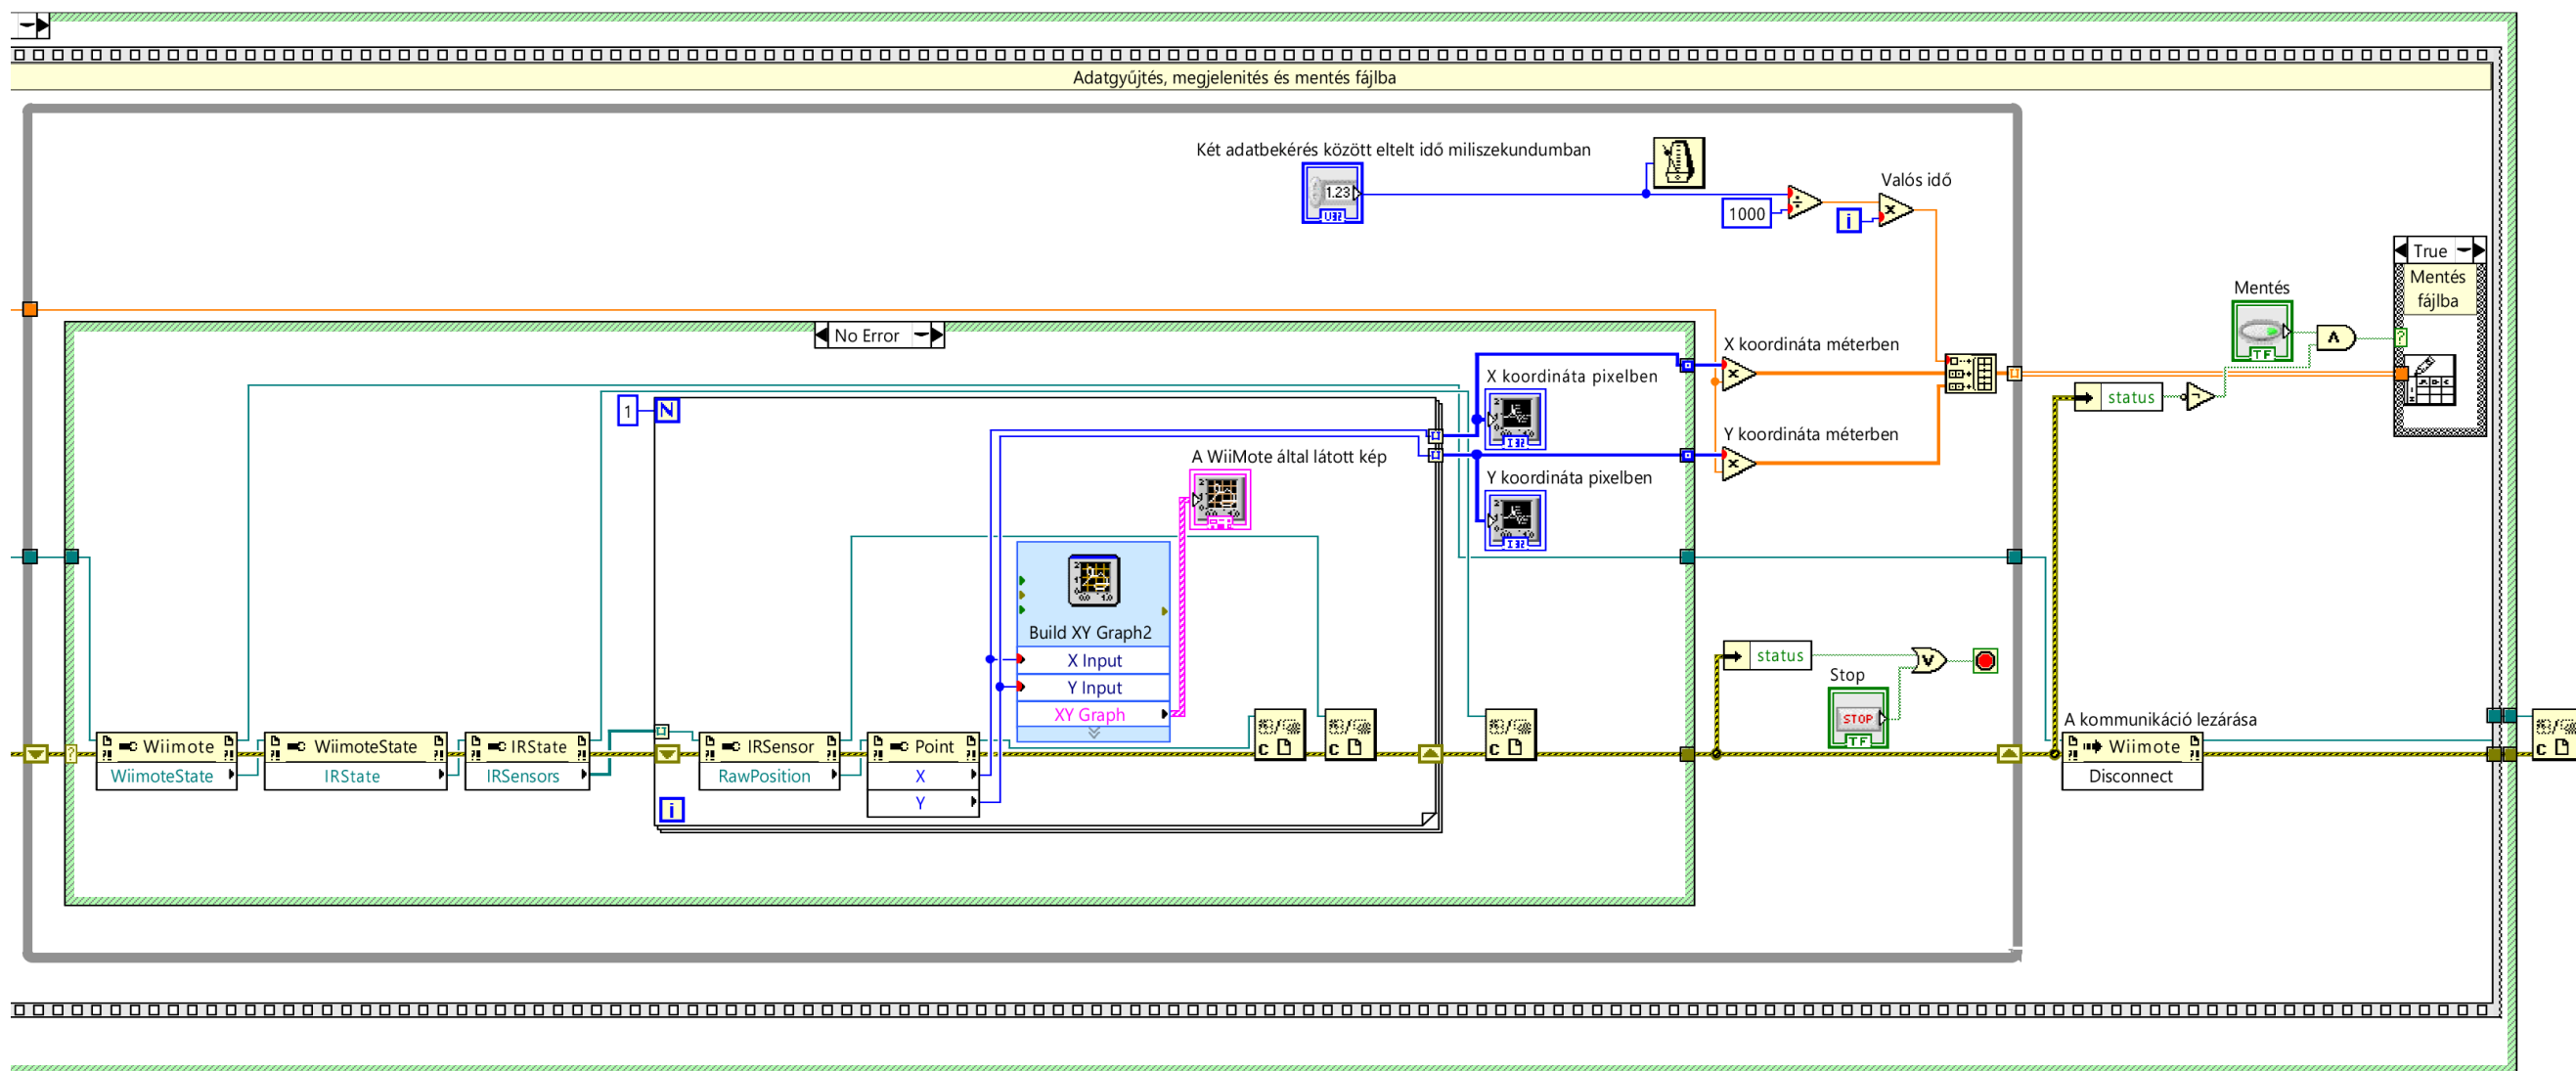 Adatgyűjtés, megjelenités és mentés fájlba
Két adatbekérés között eltelt idő miliszekundumban
1.23
U32
1000
i
Valós idő
True
Mentés
fájlba
Mentés
TF
No Error
X koordináta méterben
X koordináta pixelben
I32
status
1
N
Y koordináta méterben
A WiiMote által látott kép
Y koordináta pixelben
I32
Build XY Graph2
X Input
Y Input
XY Graph
status
Stop
STOP
TF
A kommunikáció lezárása
Wiimote
WiimoteState
WiimoteState
IRState
IRState
IRSensors
IRSensor
RawPosition
Point
X
Y
C
C
C
Wiimote
Disconnect
C
i